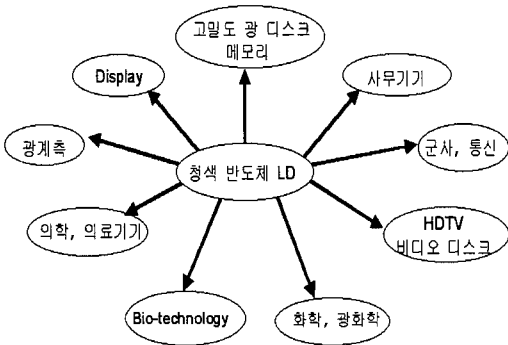 고밀도 광 디스크
메모리
Display
사무기기
광계측
청색 반도체 LD
군사, 통신
의학, 의료기기
HDTV
비디오 디스크
Bio-technology
화학, 광화학